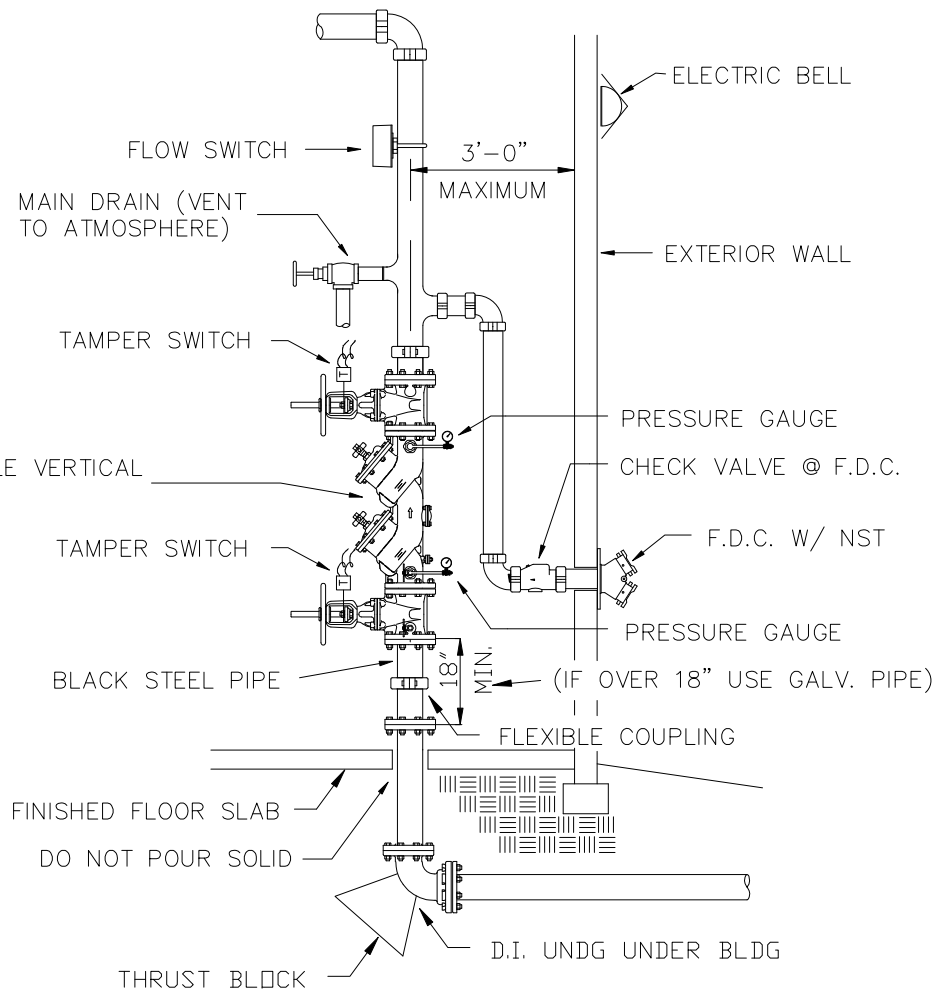 ELECTRIC BELL
FLOW SWITCH
3'-0"
MAXIMUM
MAIN DRAIN (VENT
TO ATMOSPHERE)
EXTERIOR WALL
TAMPER SWITCH
T
PRESSURE GAUGE
LE VERTICAL
CHECK VALVE @ F.D.C.
F.D.C. W/ NST
TAMPER SWITCH
T
PRESSURE GAUGE
BLACK STEEL PIPE
18"
MIN.
(IF OVER 18" USE GALV. PIPE)
FLEXIBLE COUPLING
FINISHED FLOOR SLAB
DO NOT POUR SOLID
D.I. UNDG UNDER BLDG
THRUST BLOCK